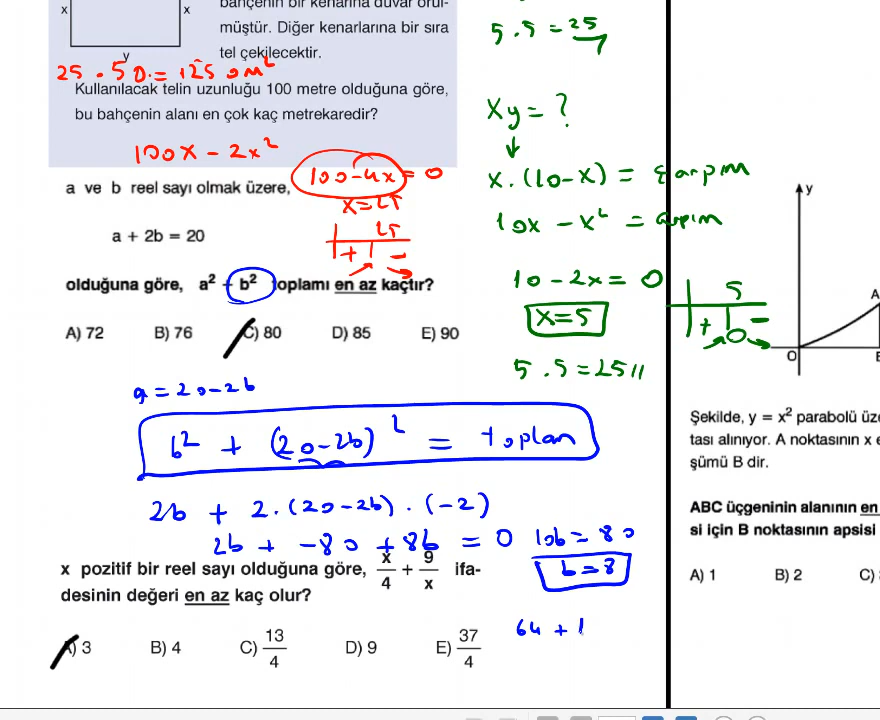 bahçenin bir kenarına duvar örül-
x
x
müştür. Diğer kenarlarına bir sıra
y
tel çekilecektir.
25 . 50 = 1250 m²
Kullanılacak telin uzunluğu 100 metre olduğuna göre,
bu bahçenin alanı en çok kaç metrekaredir?
100x - 2x²
100-4x = 0
x=25
25
+ -
a ve b reel sayı olmak üzere,
a + 2b = 20
olduğuna göre, a² + b² toplamı en az kaçtır?
A) 72 B) 76 C) 80 D) 85 E) 90
a = 20-2b
b² + (20-2b)² = toplam
2b + 2.(20-2b).(-2)
2b + -80 + 8b = 0
10b = 80
b=8
64 + 1
x pozitif bir reel sayı olduğuna göre, x/4 + 9/x ifa-
desinin değeri en az kaç olur?
A) 3 B) 4 C) 13/4 D) 9 E) 37/4
5 . 5 = 25
xy = ?
x. (10-x) = çarpım
10x - x² = çarpım
10 - 2x = 0
x=5
5
+ 0 -
5 . 5 = 25 //
y
A
O
B
Şekilde, y = x² parabolü üze
tası alınıyor. A noktasının x e
şümü B dir.
ABC üçgeninin alanının en
si için B noktasının apsisi
A) 1 B) 2 C)